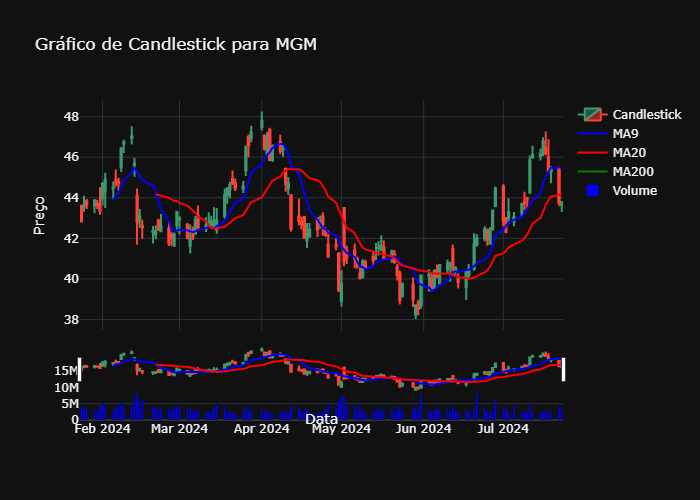 Gráfico de Candlestick para MGM
48
46
44
42
40
38
Preço
Candlestick
MA9
MA20
MA200
Volume
15M
10M
5M
0
Feb 2024
Mar 2024
Apr 2024
May 2024
Jun 2024
Jul 2024
Data